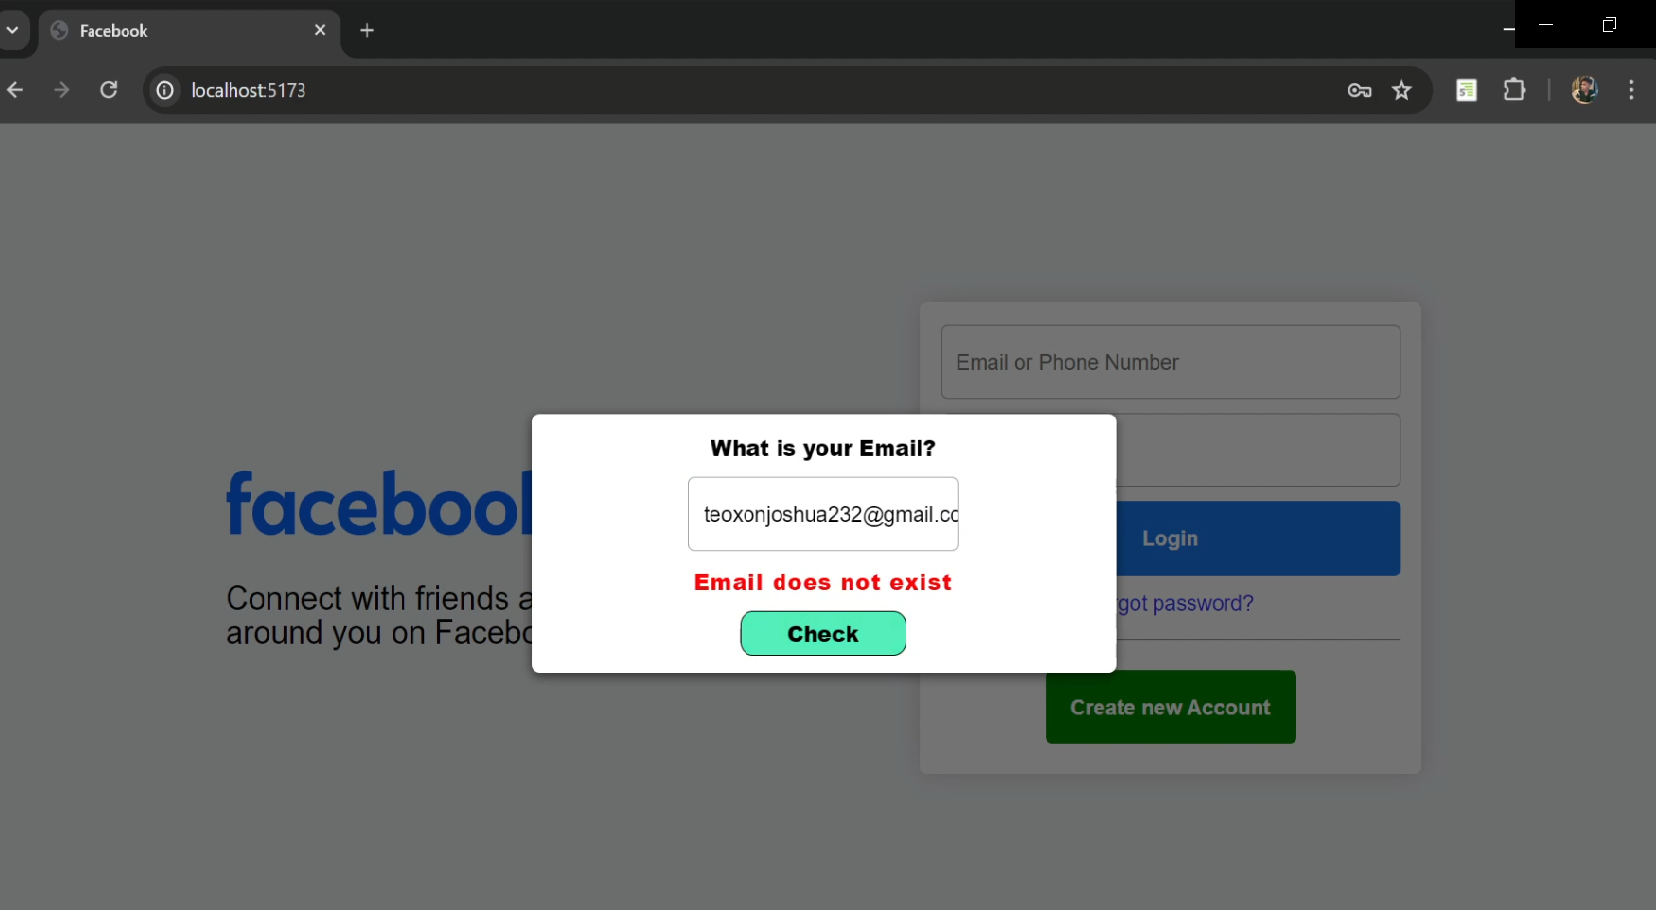 Facebook
localhost:5173
Email or Phone Number
What is your Email?
teoxonjoshua232@gmail.cc
Email does not exist
Check
facebook
Connect with friends a
around you on Facebo
Login
got password?
Create new Account